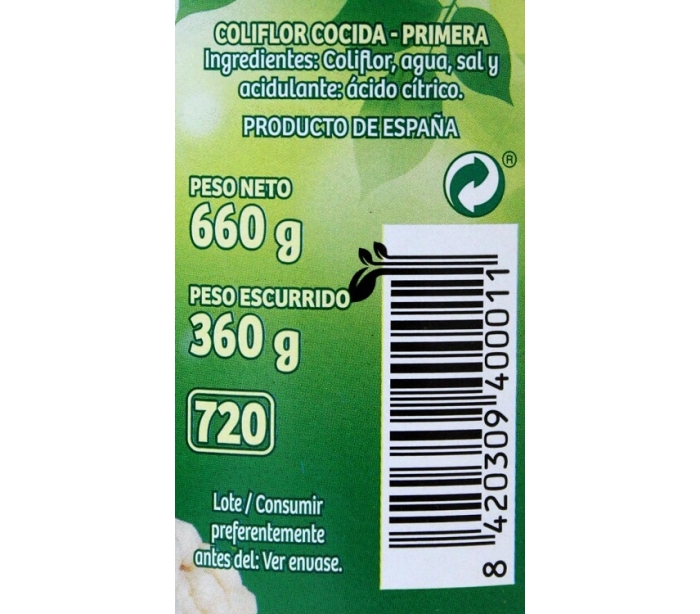 COLIFLOR COCIDA - PRIMERA
Ingredientes: Coliflor, agua, sal y
acidulante: ácido cítrico.
PRODUCTO DE ESPAÑA
®
PESO NETO
660 g
PESO ESCURRIDO
360 g
720
Lote / Consumir
preferentemente
antes del: Ver envase.
8 420309 400011